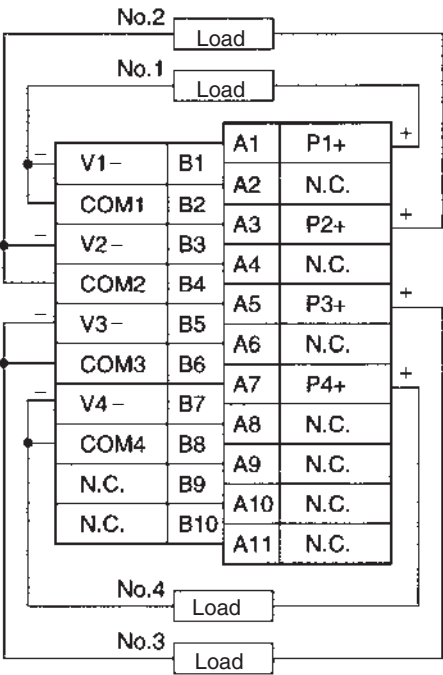 No.2
Load
No.1
Load
A1 P1+ +
− V1− B1
A2 N.C.
COM1 B2
A3 P2+ +
− V2− B3
A4 N.C.
COM2 B4
A5 P3+ +
− V3− B5
A6 N.C.
COM3 B6
A7 P4+ +
− V4− B7
A8 N.C.
COM4 B8
A9 N.C.
N.C. B9
A10 N.C.
N.C. B10
A11 N.C.
No.4
Load
No.3
Load